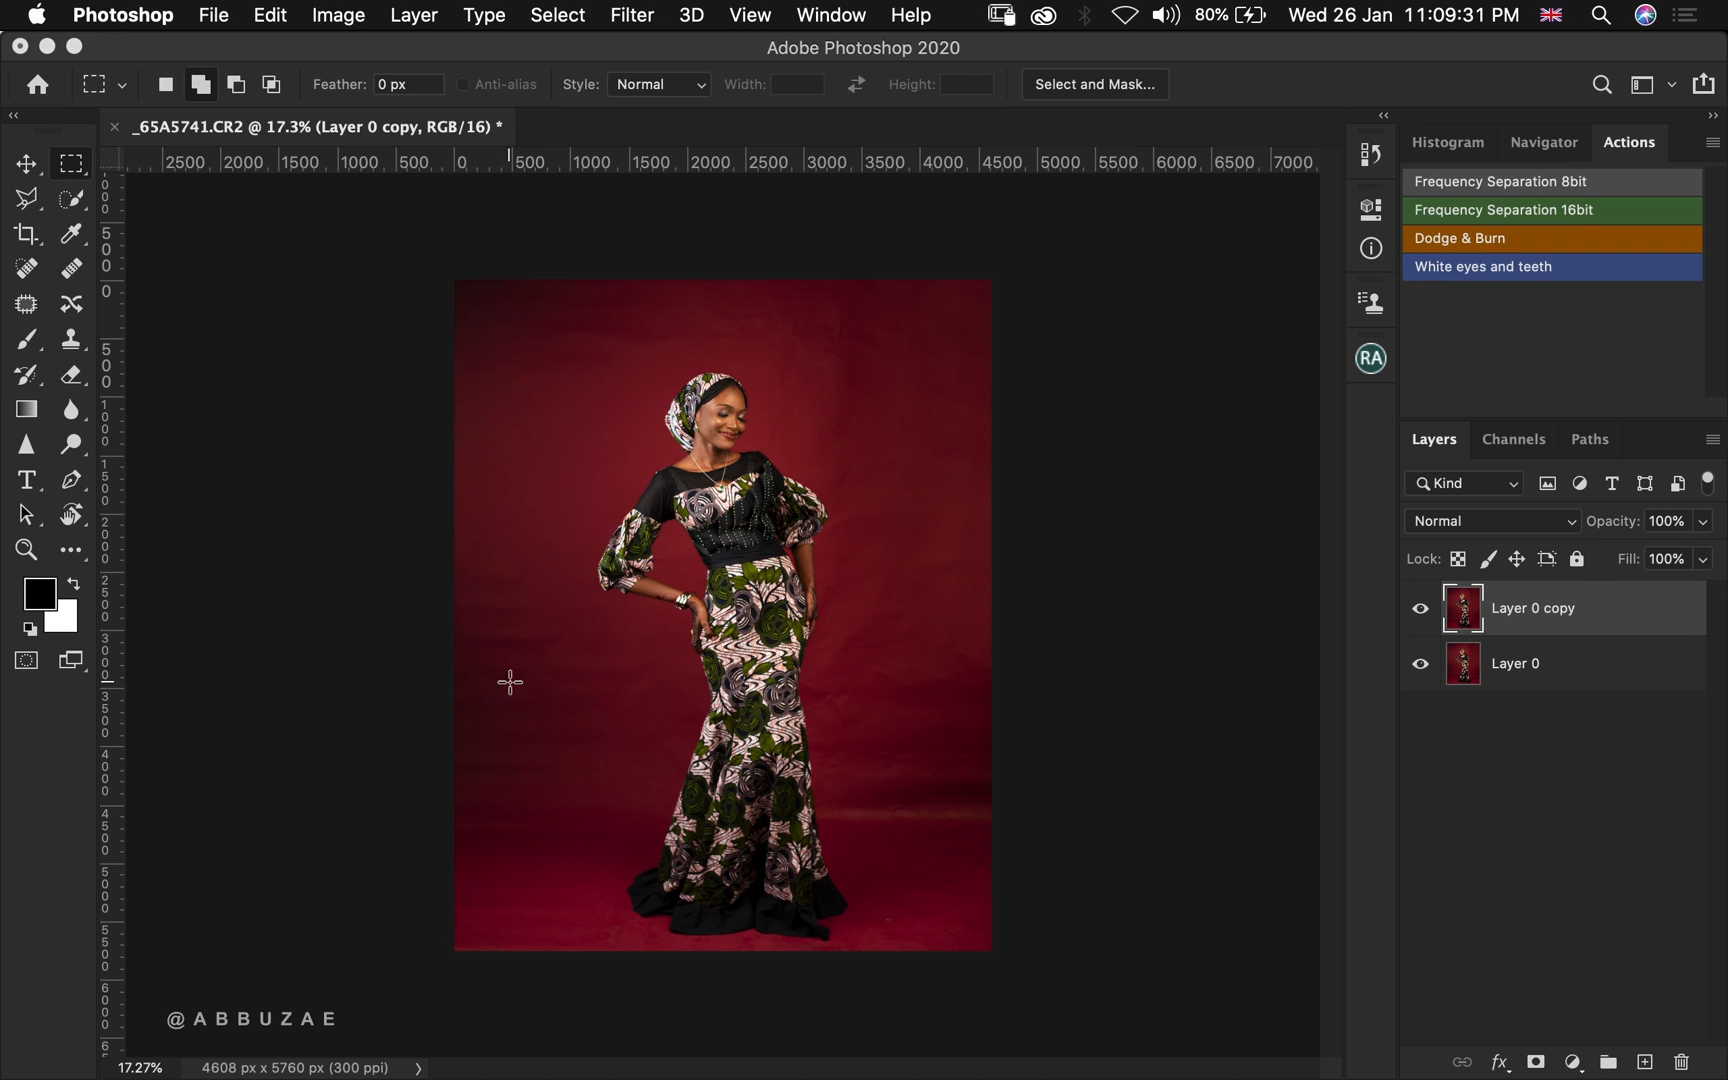 Photoshop File Edit Image Layer Type Select Filter 3D View Window Help 80% Wed 26 Jan 11:09:31 PM
Adobe Photoshop 2020
Feather: 0 px Anti-alias Style: Normal Width: Height: Select and Mask...
_65A5741.CR2 @ 17.3% (Layer 0 copy, RGB/16) *
2500 2000 1500 1000 500 0 500 1000 1500 2000 2500 3000 3500 4000 4500 5000 5500 6000 6500 7000
Histogram Navigator Actions
Frequency Separation 8bit
Frequency Separation 16bit
Dodge & Burn
White eyes and teeth
RA
Layers Channels Paths
Kind
Normal Opacity: 100%
Lock: Fill: 100%
Layer 0 copy
Layer 0
@ABBUZAE
17.27% 4608 px x 5760 px (300 ppi)